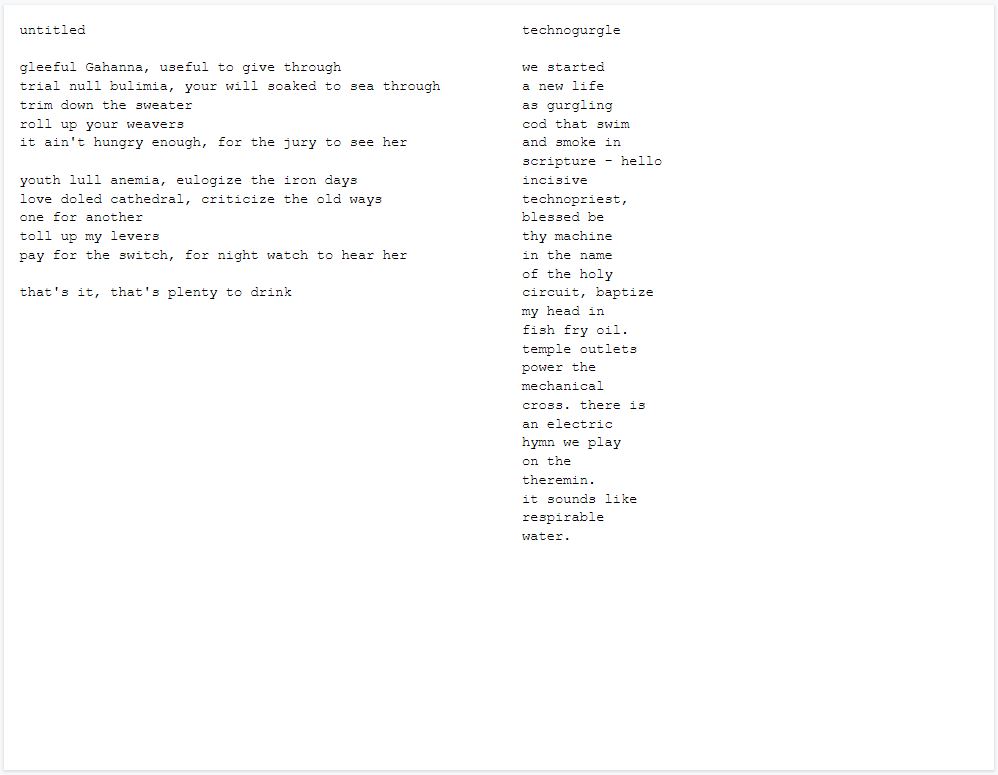 untitled
gleeful Gahanna, useful to give through
trial null bulimia, your will soaked to sea through
trim down the sweater
roll up your weavers
it ain't hungry enough, for the jury to see her
youth lull anemia, eulogize the iron days
love doled cathedral, criticize the old ways
one for another
toll up my levers
pay for the switch, for night watch to hear her
that's it, that's plenty to drink
technogurgle
we started
a new life
as gurgling
cod that swim
and smoke in
scripture - hello
incisive
technopriest,
blessed be
thy machine
in the name
of the holy
circuit, baptize
my head in
fish fry oil.
temple outlets
power the
mechanical
cross. there is
an electric
hymn we play
on the
theremin.
it sounds like
respirable
water.